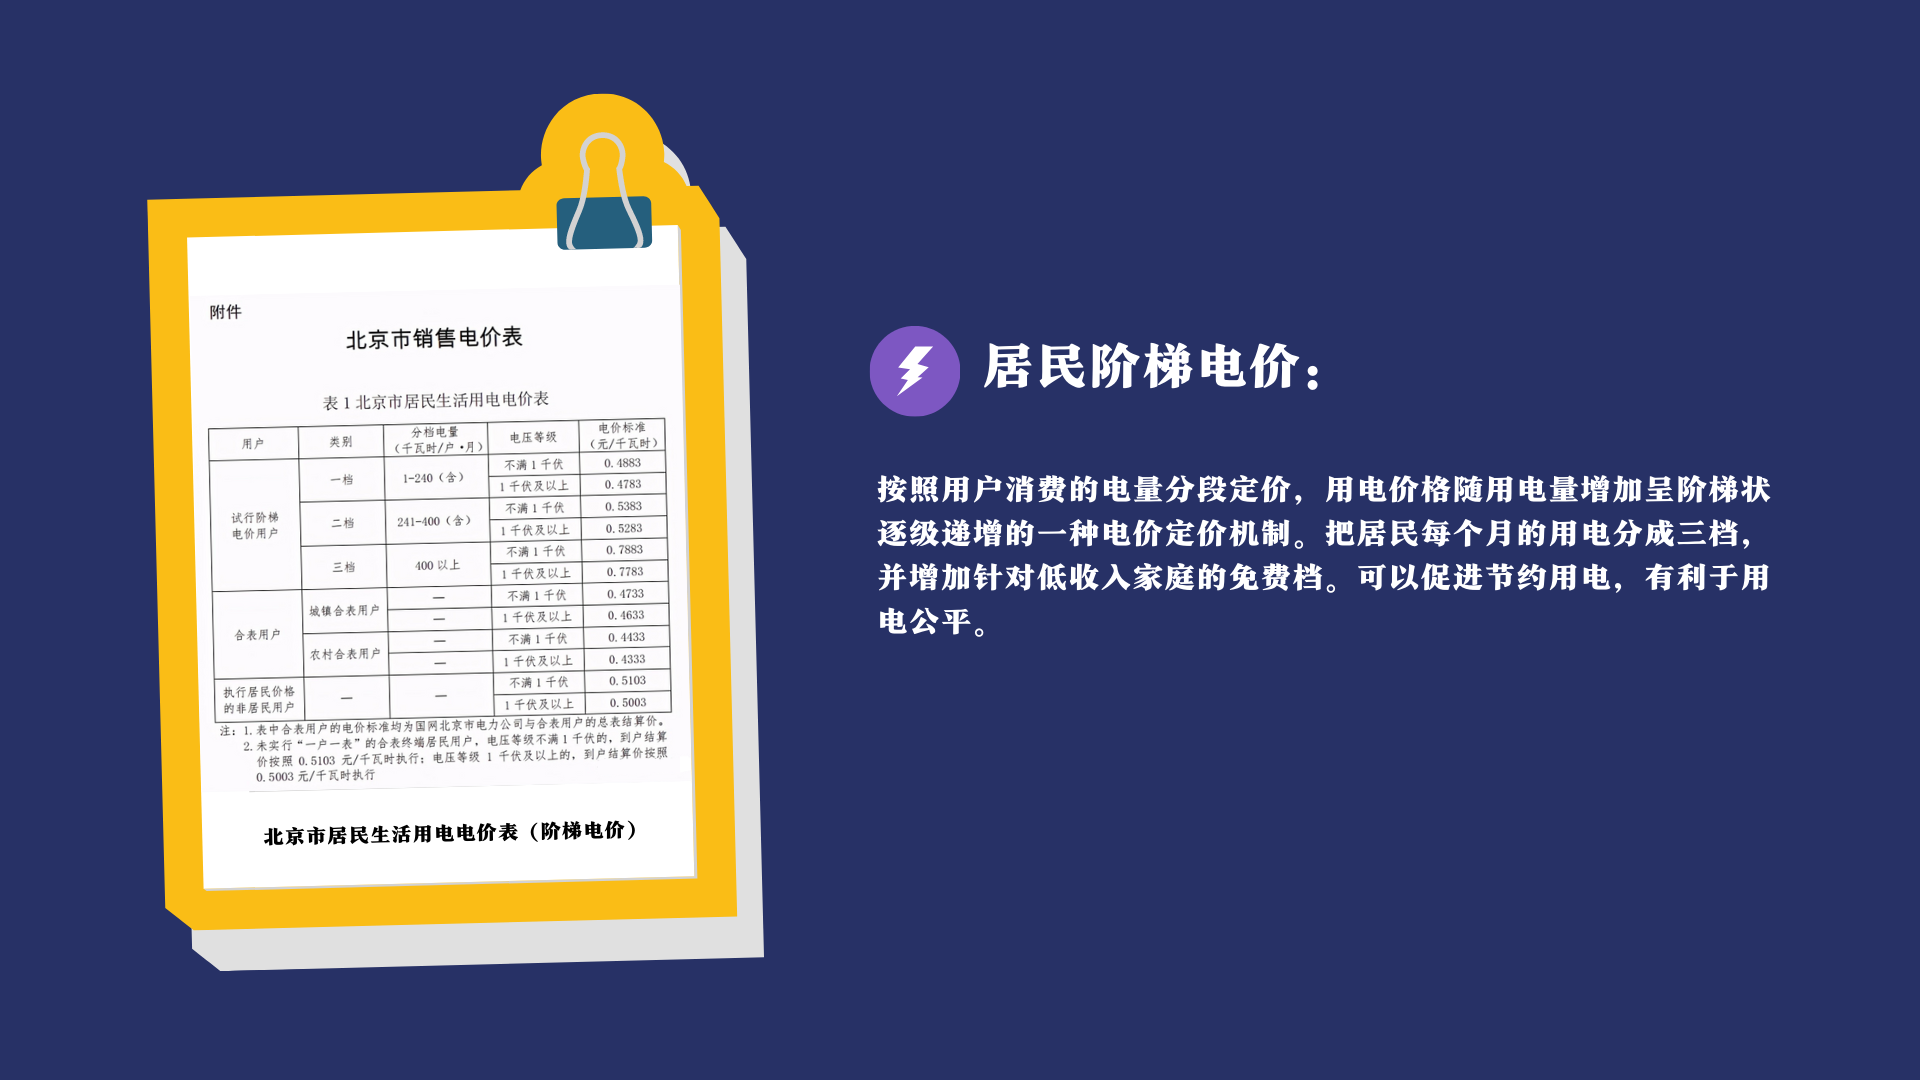 附件
北京市销售电价表
表 1 北京市居民生活用电电价表
用户 类别 分档电量（千瓦时/户·月） 电压等级 电价标准（元/千瓦时）
试行阶梯电价用户 一档 1-240（含） 不满 1 千伏 0.4883
1 千伏及以上 0.4783
二档 241-400（含） 不满 1 千伏 0.5383
1 千伏及以上 0.5283
三档 400 以上 不满 1 千伏 0.7883
1 千伏及以上 0.7783
合表用户 城镇合表用户 — 不满 1 千伏 0.4733
— 1 千伏及以上 0.4633
农村合表用户 — 不满 1 千伏 0.4433
— 1 千伏及以上 0.4333
执行居民价格的非居民用户 — — 不满 1 千伏 0.5103
1 千伏及以上 0.5003
注：1. 表中合表用户的电价标准均为国网北京市电力公司与合表用户的总表结算价。
2. 未实行“一户一表”的合表终端居民用户，电压等级不满 1 千伏的，到户结算
价按照 0.5103 元/千瓦时执行；电压等级 1 千伏及以上的，到户结算价按照
0.5003 元/千瓦时执行
北京市居民生活用电电价表（阶梯电价）
居民阶梯电价：
按照用户消费的电量分段定价，用电价格随用电量增加呈阶梯状
逐级递增的一种电价定价机制。把居民每个月的用电分成三档，
并增加针对低收入家庭的免费档。可以促进节约用电，有利于用
电公平。